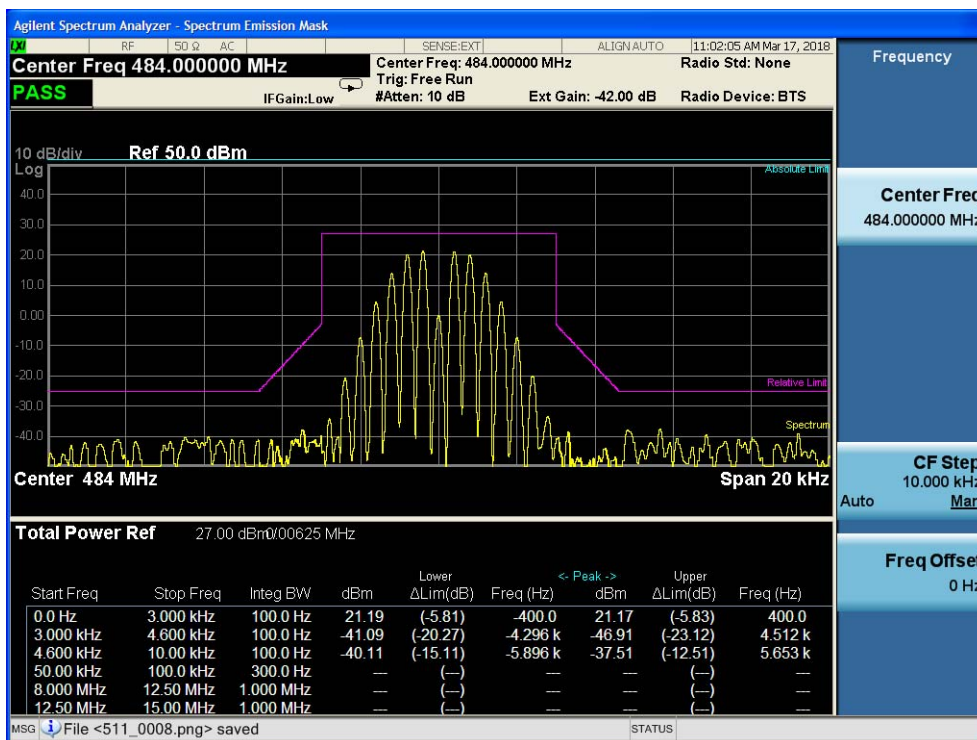 Agilent Spectrum Analyzer - Spectrum Emission Mask
LXI RF 50 Ω AC SENSE:EXT ALIGN AUTO 11:02:05 AM Mar 17, 2018
Center Freq 484.000000 MHz Center Freq: 484.000000 MHz Radio Std: None
Trig: Free Run
PASS IFGain:Low #Atten: 10 dB Ext Gain: -42.00 dB Radio Device: BTS
10 dB/div Ref 50.0 dBm
Log Absolute Limit
40.0
30.0
20.0
10.0
0.00
-10.0
-20.0 Relative Limit
-30.0
-40.0 Spectrum
Center 484 MHz Span 20 kHz
Total Power Ref 27.00 dBm/0.00625 MHz
Lower <- Peak -> Upper
Start Freq Stop Freq Integ BW dBm ΔLim(dB) Freq (Hz) dBm ΔLim(dB) Freq (Hz)
0.0 Hz 3.000 kHz 100.0 Hz 21.19 (-5.81) -400.0 21.17 (-5.83) 400.0
3.000 kHz 4.600 kHz 100.0 Hz -41.09 (-20.27) -4.296 k -46.91 (-23.12) 4.512 k
4.600 kHz 10.00 kHz 100.0 Hz -40.11 (-15.11) -5.896 k -37.51 (-12.51) 5.653 k
50.00 kHz 100.0 kHz 300.0 Hz --- (---) --- --- (---) ---
8.000 MHz 12.50 MHz 1.000 MHz --- (---) --- --- (---) ---
12.50 MHz 15.00 MHz 1.000 MHz --- (---) --- --- (---) ---
MSG File <511_0008.png> saved STATUS
Frequency
Center Freq
484.000000 MHz
CF Step
10.000 kHz
Auto Man
Freq Offset
0 Hz